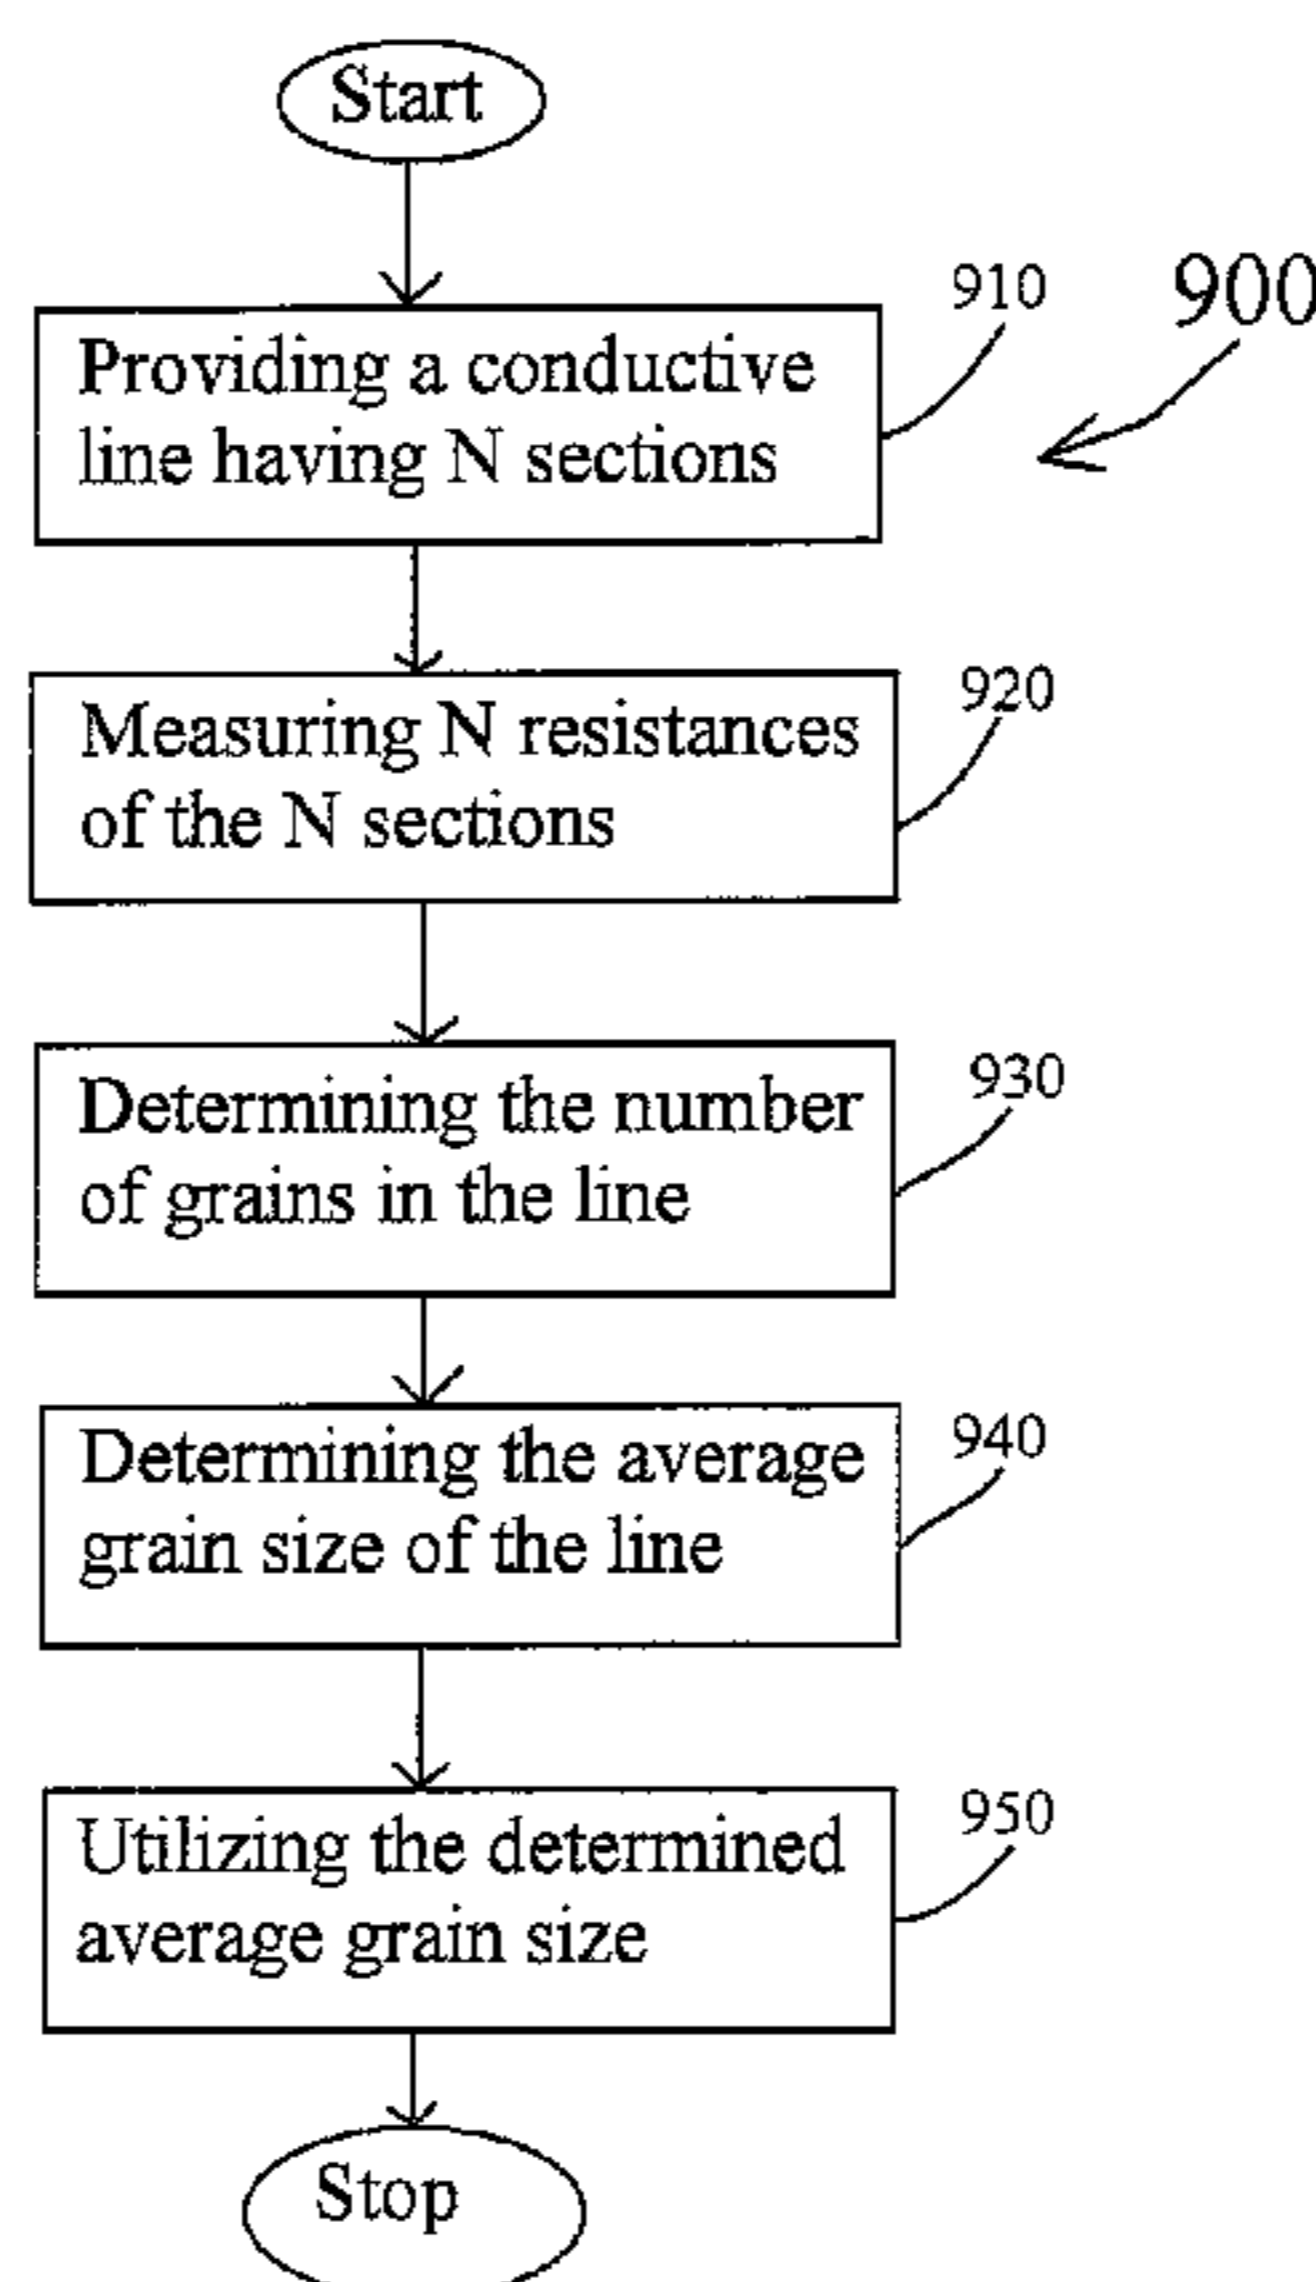 Start
910
900
Providing a conductive
line having N sections
920
Measuring N resistances
of the N sections
930
Determining the number
of grains in the line
940
Determining the average
grain size of the line
950
Utilizing the determined
average grain size
Stop